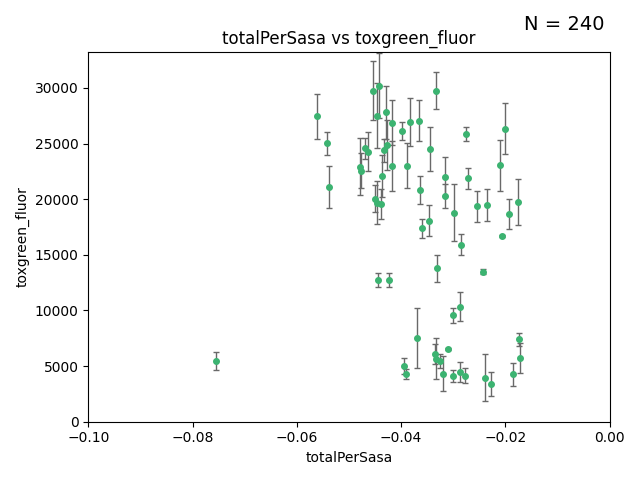 N = 240
totalPerSasa vs toxgreen_fluor
30000
25000
20000
15000
10000
5000
0
toxgreen_fluor
−0.10 −0.08 −0.06 −0.04 −0.02 0.00
totalPerSasa